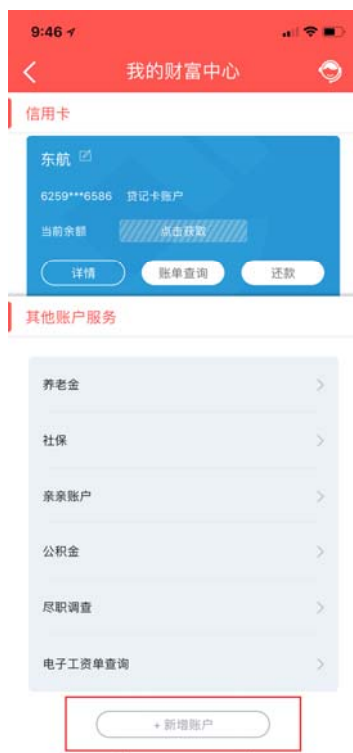 9:46
我的财富中心
信用卡
东航
6259***6586 贷记卡账户
当前余额 点击获取
详情 账单查询 还款
其他账户服务
养老金
社保
亲亲账户
公积金
尽职调查
电子工资单查询
+新增账户